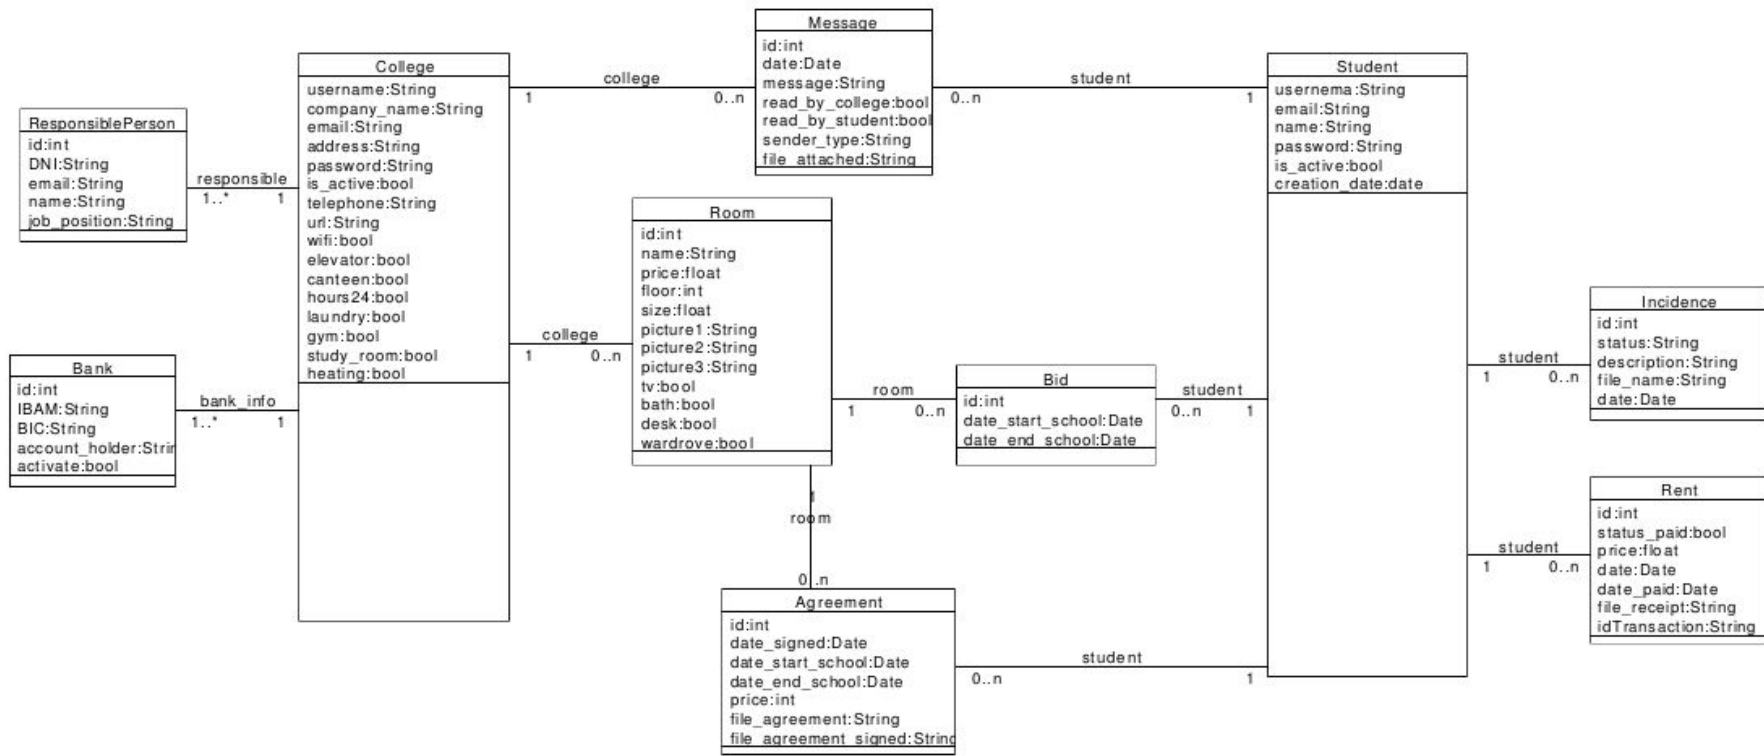 Message
id:int
date:Date
message:String
read_by_college:bool
read_by_student:bool
sender_type:String
file_attached:String
College
username:String
company_name:String
email:String
address:String
password:String
is_active:bool
telephone:String
url:String
wifi:bool
elevator:bool
canteen:bool
hours24:bool
laundry:bool
gym:bool
study_room:bool
heating:bool
college
1
0..n
student
0..n
1
Student
usernema:String
email:String
name:String
password:String
is_active:bool
creation_date:date
ResponsiblePerson
id:int
DNI:String
email:String
name:String
job_position:String
responsible
1..*
1
Room
id:int
name:String
price:float
floor:int
size:float
picture1:String
picture2:String
picture3:String
tv:bool
bath:bool
desk:bool
wardrove:bool
college
1
0..n
Bank
id:int
IBAM:String
BIC:String
account_holder:Strin
activate:bool
bank_info
1..*
1
room
1
0..n
Bid
id:int
date_start_school:Date
date_end_school:Date
student
0..n
1
Incidence
id:int
status:String
description:String
file_name:String
date:Date
student
1
0..n
Rent
id:int
status_paid:bool
price:float
date:Date
date_paid:Date
file_receipt:String
idTransaction:String
student
1
0..n
1
room
0..n
Agreement
id:int
date_signed:Date
date_start_school:Date
date_end_school:Date
price:int
file_agreement:String
file_agreement_signed:String
student
0..n
1